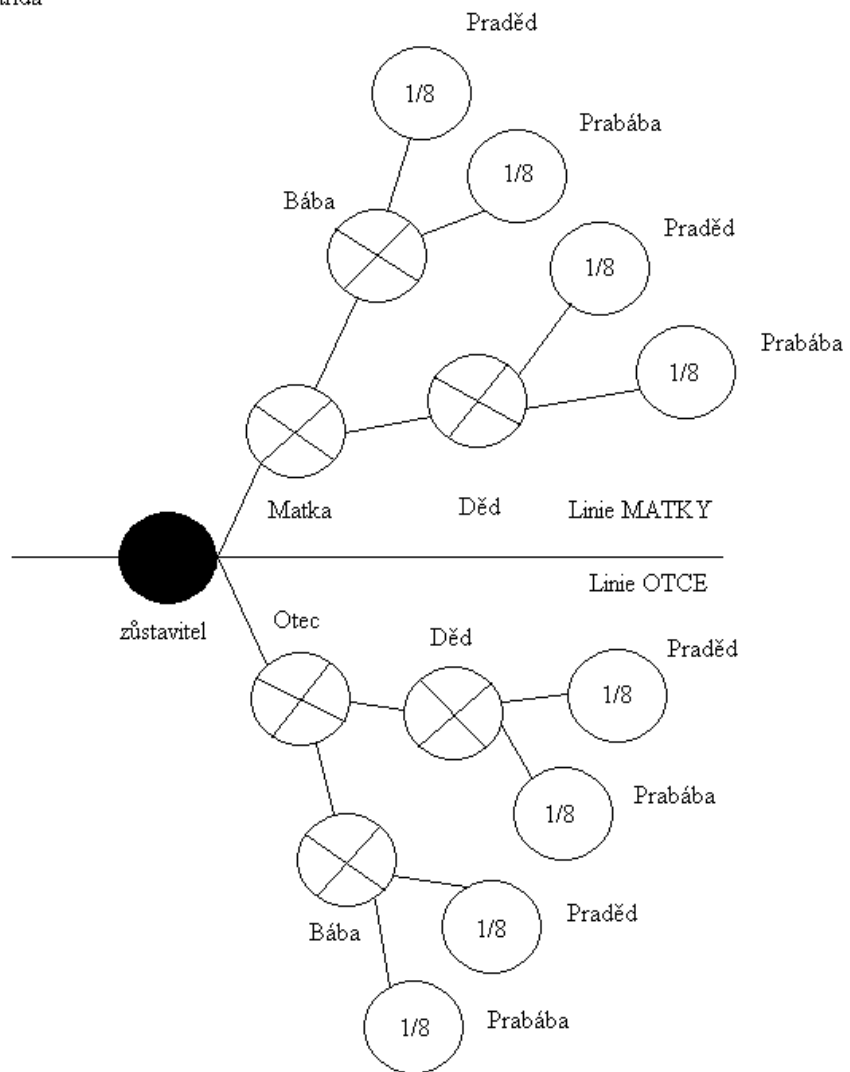 Praděd
1/8
Prabába
1/8
Bába
Praděd
1/8
Prabába
1/8
Matka
Děd
Linie MATKY
Linie OTCE
zůstavitel
Otec
Děd
Praděd
1/8
Prabába
1/8
Praděd
1/8
Bába
Prabába
1/8